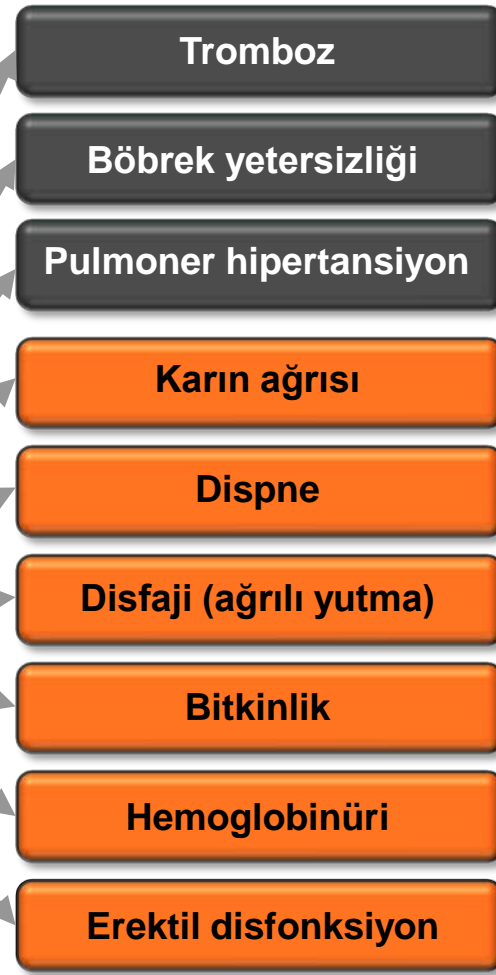 Tromboz
Böbrek yetersizliği
Pulmoner hipertansiyon
Karın ağrısı
Dispne
Disfaji (ağrılı yutma)
Bitkinlik
Hemoglobinüri
Erektil disfonksiyon